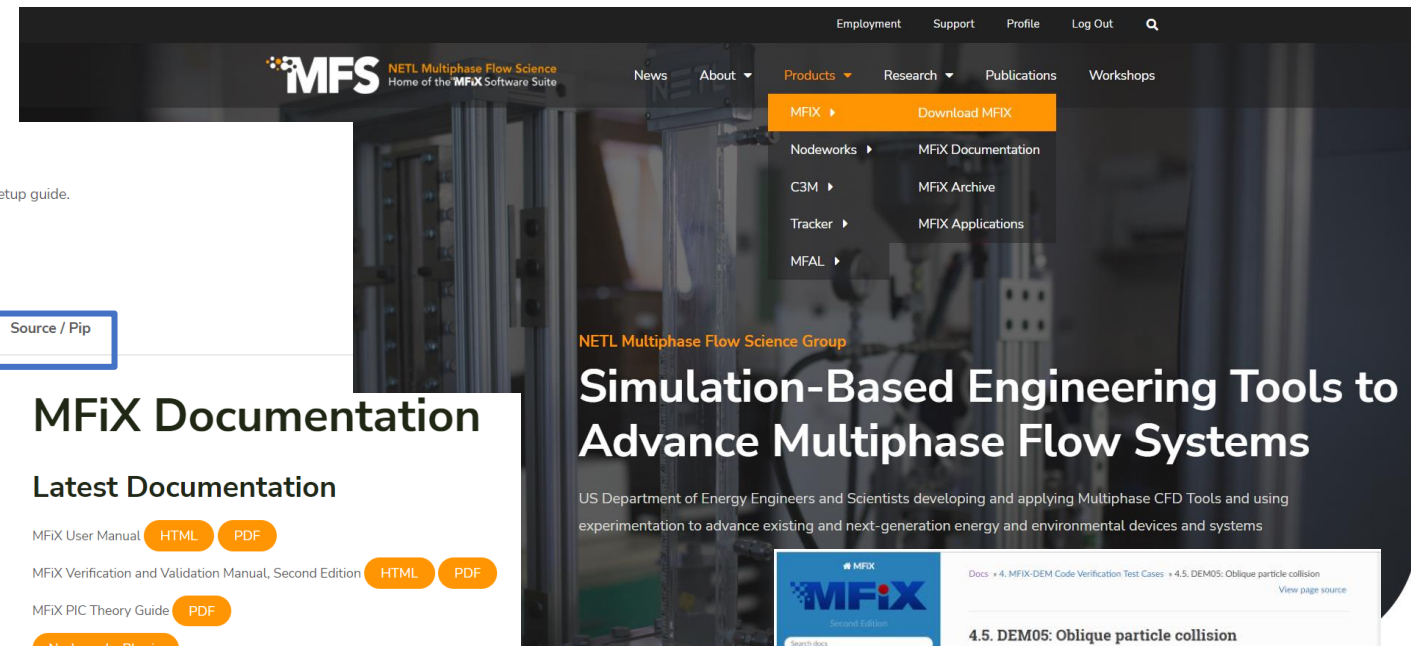 Employment Support Profile Log Out
MFS NETL Multiphase Flow Science
Home of the MFiX Software Suite
News About Products Research Publications Workshops
MFIX Download MFIX
Nodeworks MFiX Documentation
C3M MFiX Archive
Tracker MFIX Applications
MFAL
etup guide.
Source / Pip
NETL Multiphase Flow Science Group
Simulation-Based Engineering Tools to
Advance Multiphase Flow Systems
US Department of Energy Engineers and Scientists developing and applying Multiphase CFD Tools and using
experimentation to advance existing and next-generation energy and environmental devices and systems
MFiX Documentation
Latest Documentation
MFiX User Manual HTML PDF
MFiX Verification and Validation Manual, Second Edition HTML PDF
MFiX PIC Theory Guide PDF
MFiX
MFiX
Second Edition
Search docs
Docs » 4. MFIX-DEM Code Verification Test Cases » 4.5. DEM05: Oblique particle collision
View page source
4.5. DEM05: Oblique particle collision